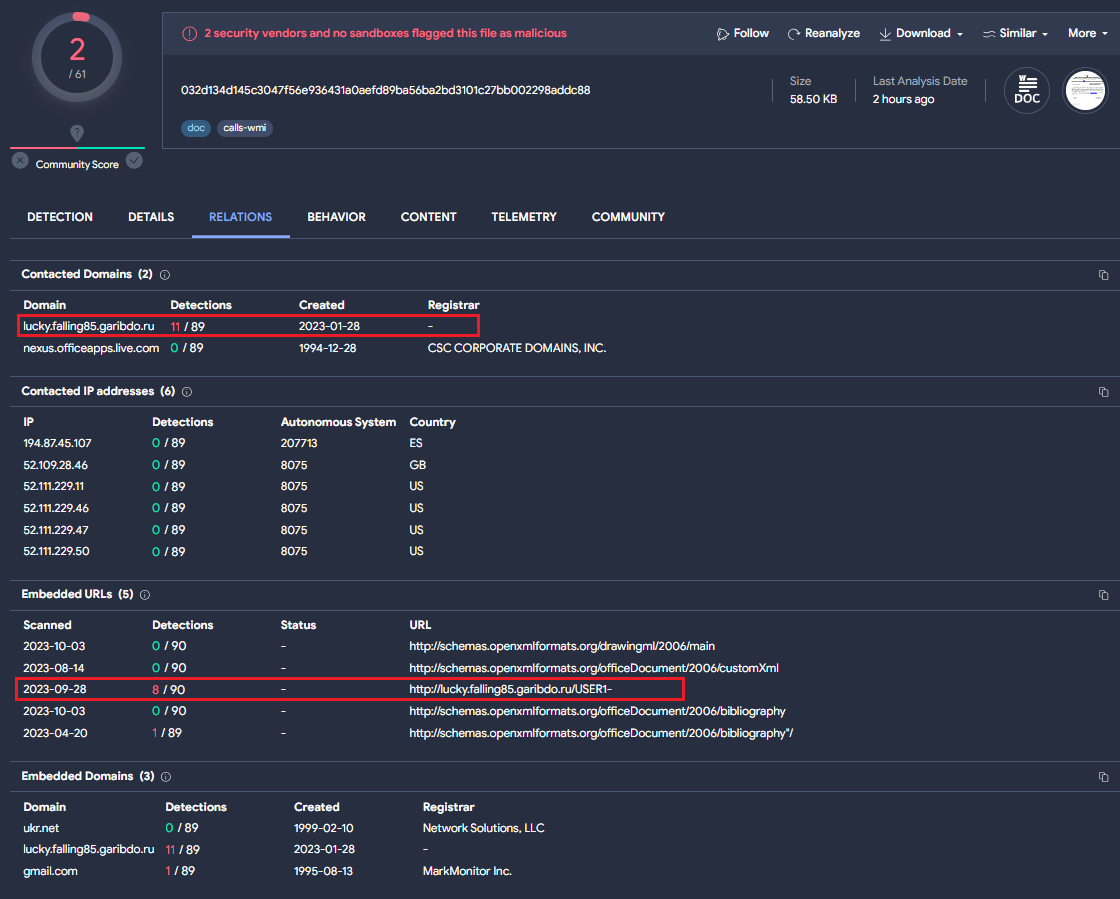 2
/ 61
Community Score
2 security vendors and no sandboxes flagged this file as malicious
Follow Reanalyze Download Similar More
032d134d145c3047f56e936431a0aefd89ba56ba2bd3101c27bb002298addc88
Size
58.50 KB
Last Analysis Date
2 hours ago
DOC
doc calls-wmi
DETECTION DETAILS RELATIONS BEHAVIOR CONTENT TELEMETRY COMMUNITY
Contacted Domains (2)
Domain Detections Created Registrar
lucky.falling85.garibdo.ru 11 / 89 2023-01-28 -
nexus.officeapps.live.com 0 / 89 1994-12-28 CSC CORPORATE DOMAINS, INC.
Contacted IP addresses (6)
IP Detections Autonomous System Country
194.87.45.107 0 / 89 207713 ES
52.109.28.46 0 / 89 8075 GB
52.111.229.11 0 / 89 8075 US
52.111.229.46 0 / 89 8075 US
52.111.229.47 0 / 89 8075 US
52.111.229.50 0 / 89 8075 US
Embedded URLs (5)
Scanned Detections Status URL
2023-10-03 0 / 90 - http://schemas.openxmlformats.org/drawingml/2006/main
2023-08-14 0 / 90 - http://schemas.openxmlformats.org/officeDocument/2006/customXml
2023-09-28 8 / 90 - http://lucky.falling85.garibdo.ru/USER1-
2023-10-03 0 / 90 - http://schemas.openxmlformats.org/officeDocument/2006/bibliography
2023-04-20 1 / 89 - http://schemas.openxmlformats.org/officeDocument/2006/bibliography"/
Embedded Domains (3)
Domain Detections Created Registrar
ukr.net 0 / 89 1999-02-10 Network Solutions, LLC
lucky.falling85.garibdo.ru 11 / 89 2023-01-28 -
gmail.com 1 / 89 1995-08-13 MarkMonitor Inc.